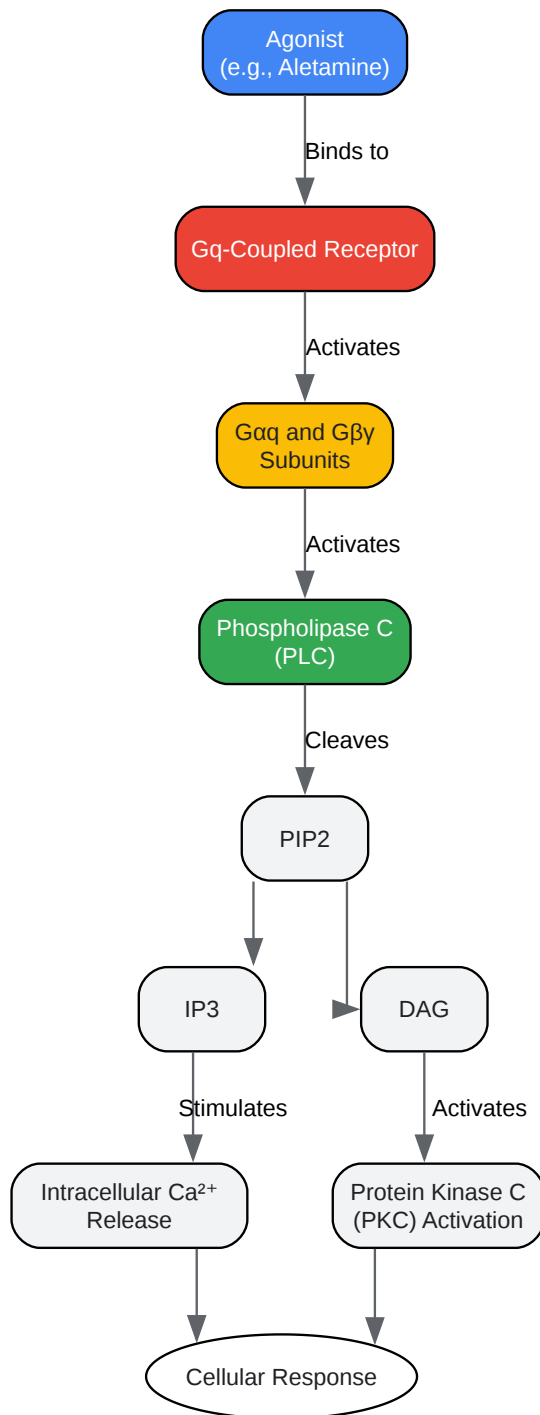 Agonist
(e.g., Aletamine)
Binds to
Gq-Coupled Receptor
Activates
Gαq and Gβγ
Subunits
Activates
Phospholipase C
(PLC)
Cleaves
PIP2
IP3
DAG
Stimulates
Activates
Intracellular Ca²⁺
Release
Protein Kinase C
(PKC) Activation
Cellular Response